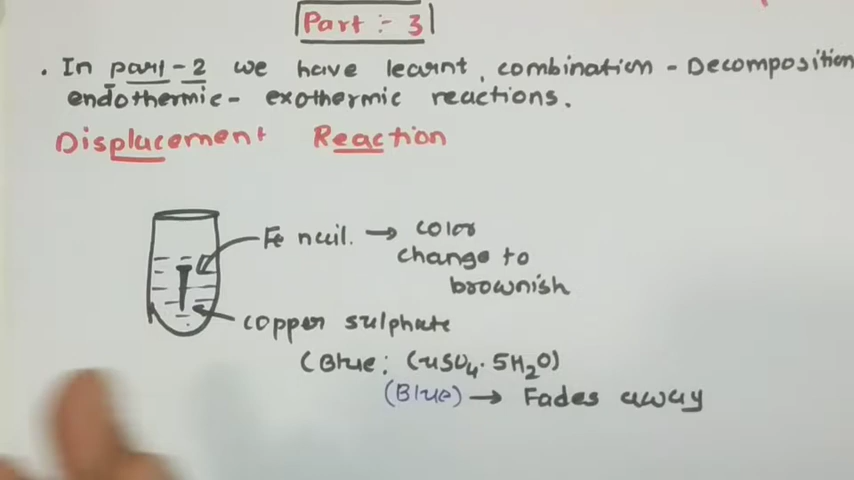 Part :- 3
. In part-2 we have learnt, combination - Decomposition
endothermic - exothermic reactions.
Displacement Reaction
Fe nail. → color
change to
brownish
copper sulphate
(Blue: CuSO4. 5H2O)
(Blue) → Fades away